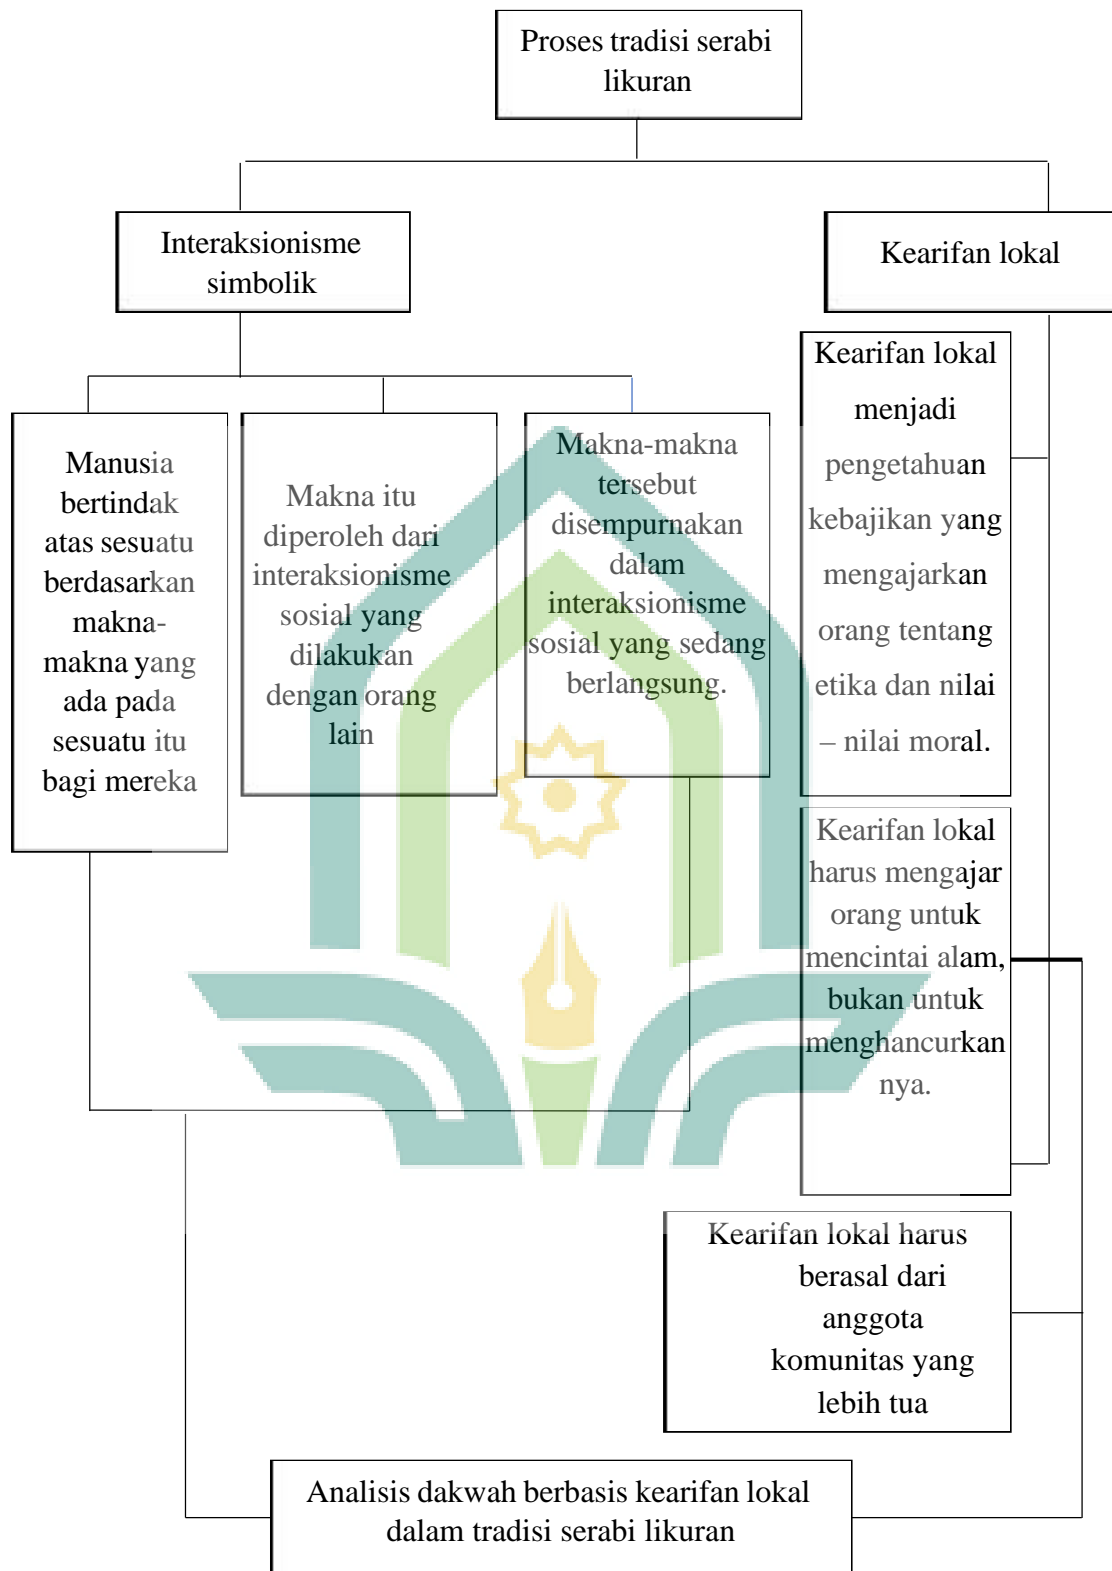 Proses tradisi serabi
likuran
Interaksionisme
simbolik
Kearifan lokal
Manusia
bertindak
atas sesuatu
berdasarkan
makna-
makna yang
ada pada
sesuatu itu
bagi mereka
Makna itu
diperoleh dari
interaksionisme
sosial yang
dilakukan
dengan orang
lain
Makna-makna
tersebut
disempurnakan
dalam
interaksionisme
sosial yang sedang
berlangsung.
Kearifan lokal
menjadi
pengetahuan
kebajikan yang
mengajarkan
orang tentang
etika dan nilai
– nilai moral.
Kearifan lokal
harus mengajar
orang untuk
mencintai alam,
bukan untuk
menghancurkan
nya.
Kearifan lokal harus
berasal dari
anggota
komunitas yang
lebih tua
Analisis dakwah berbasis kearifan lokal
dalam tradisi serabi likuran